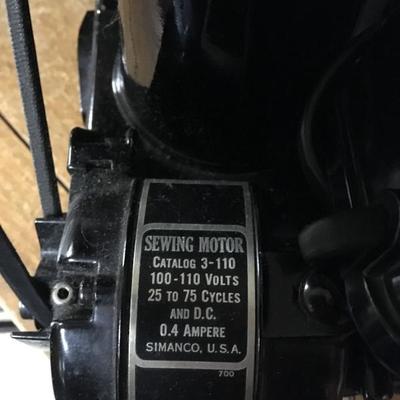 SEWING MOTOR
CATALOG 3-110
100-110 VOLTS
25 TO 75 CYCLES
AND D.C.
0.4 AMPERE
SIMANCO, U.S.A.
700